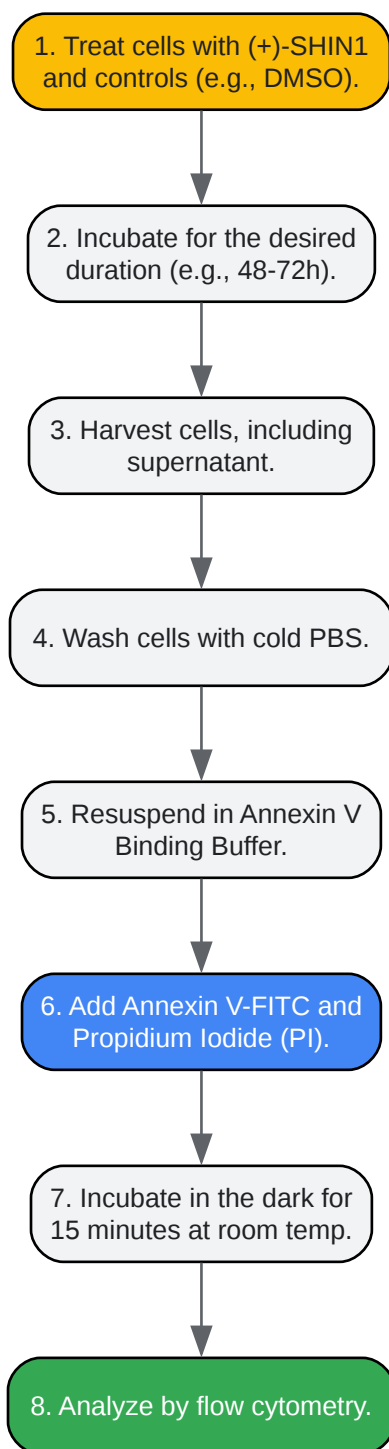 1. Treat cells with (+)-SHIN1
and controls (e.g., DMSO).
2. Incubate for the desired
duration (e.g., 48-72h).
3. Harvest cells, including
supernatant.
4. Wash cells with cold PBS.
5. Resuspend in Annexin V
Binding Buffer.
6. Add Annexin V-FITC and
Propidium Iodide (PI).
7. Incubate in the dark for
15 minutes at room temp.
8. Analyze by flow cytometry.